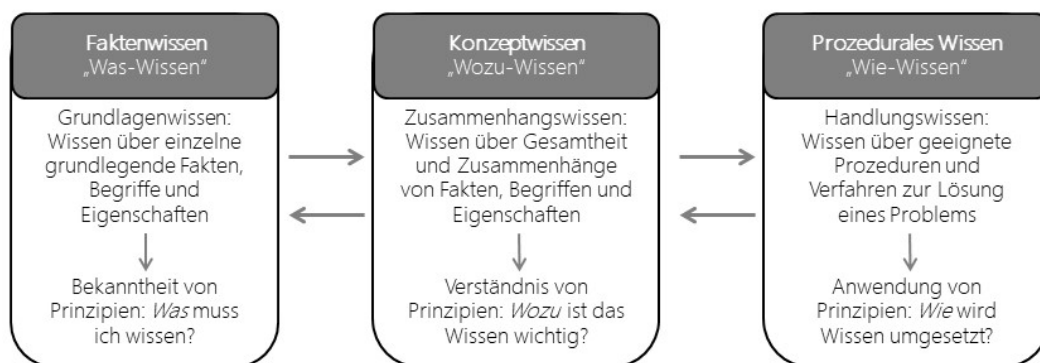 Faktenwissen
„Was-Wissen“
Grundlagenwissen:
Wissen über einzelne
grundlegende Fakten,
Begriffe und
Eigenschaften
Bekanntheit von
Prinzipien: Was muss
ich wissen?
Konzeptwissen
„Wozu-Wissen“
Zusammenhangswissen:
Wissen über Gesamtheit
und Zusammenhänge
von Fakten, Begriffen und
Eigenschaften
Verständnis von
Prinzipien: Wozu ist das
Wissen wichtig?
Prozedurales Wissen
„Wie-Wissen“
Handlungswissen:
Wissen über geeignete
Prozeduren und
Verfahren zur Lösung
eines Problems
Anwendung von
Prinzipien: Wie wird
Wissen umgesetzt?